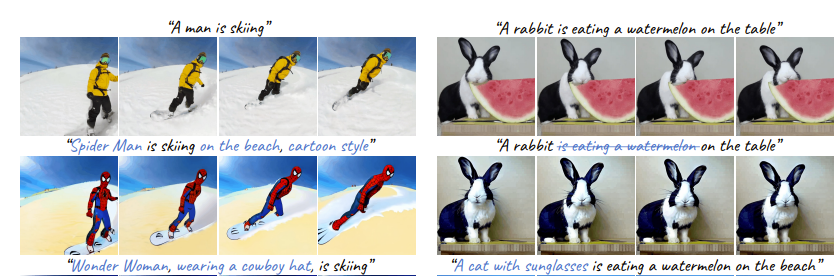 “A man is skiing”
“A rabbit is eating a watermelon on the table”
“Spider Man is skiing on the beach, cartoon style”
“A rabbit is eating a watermelon on the table”
“Wonder Woman, wearing a cowboy hat, is skiing”
“A cat with sunglasses is eating a watermelon on the beach”